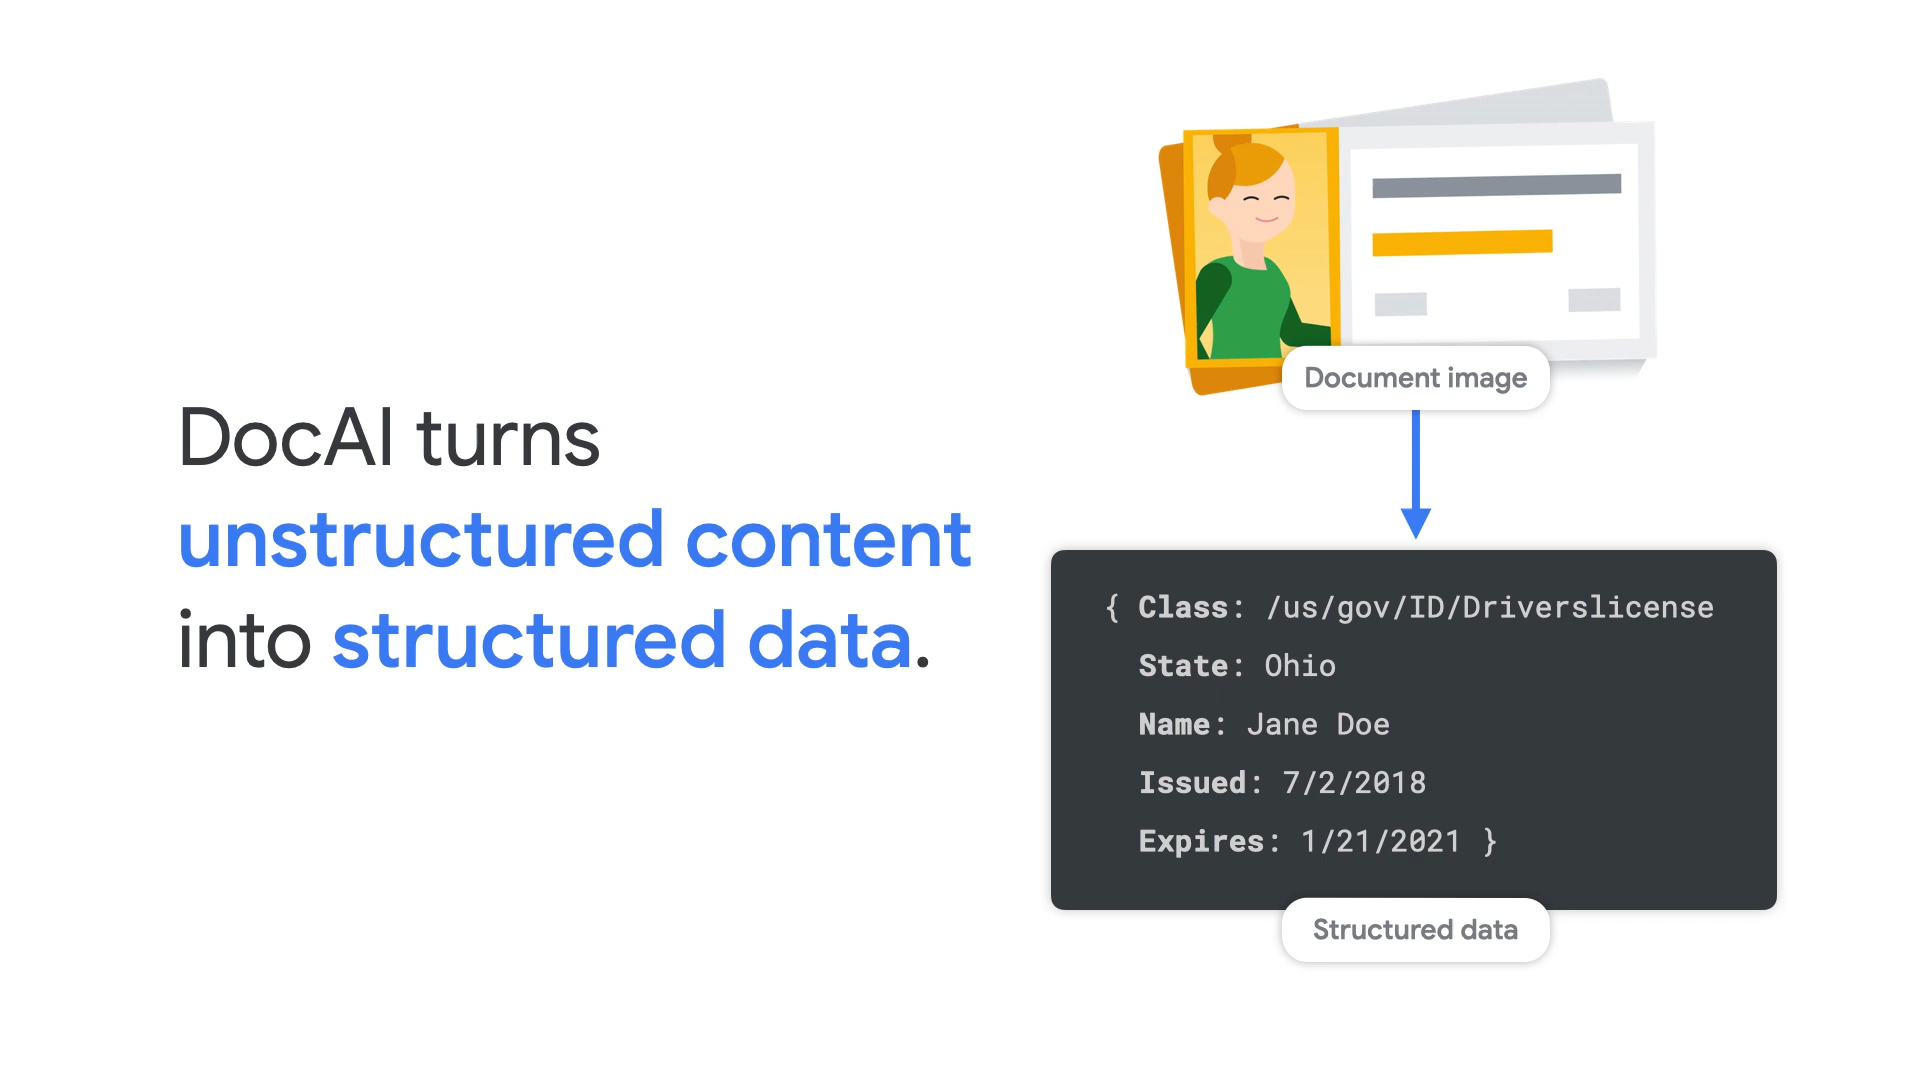 DocAI turns
unstructured content
into structured data.
Document image
{ Class: /us/gov/ID/Driverslicense
State: Ohio
Name: Jane Doe
Issued: 7/2/2018
Expires: 1/21/2021 }
Structured data